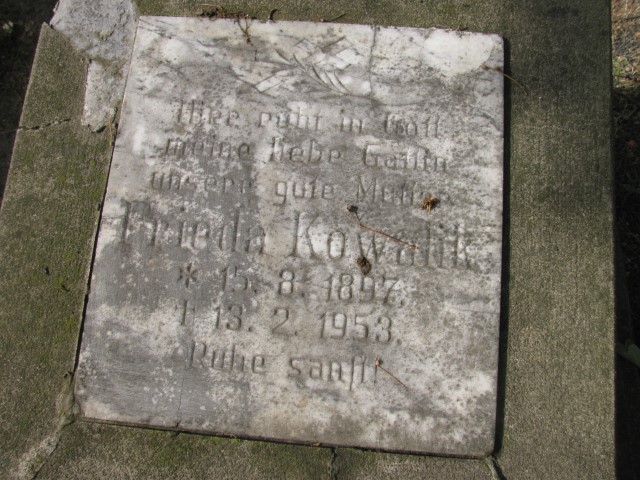 Hier ruht in Gott
meine liebe Gattin
unsere gute Mutter
Frieda Kowalik
* 15. 8. 1897.
† 13. 2. 1953.
Ruhe sanft!